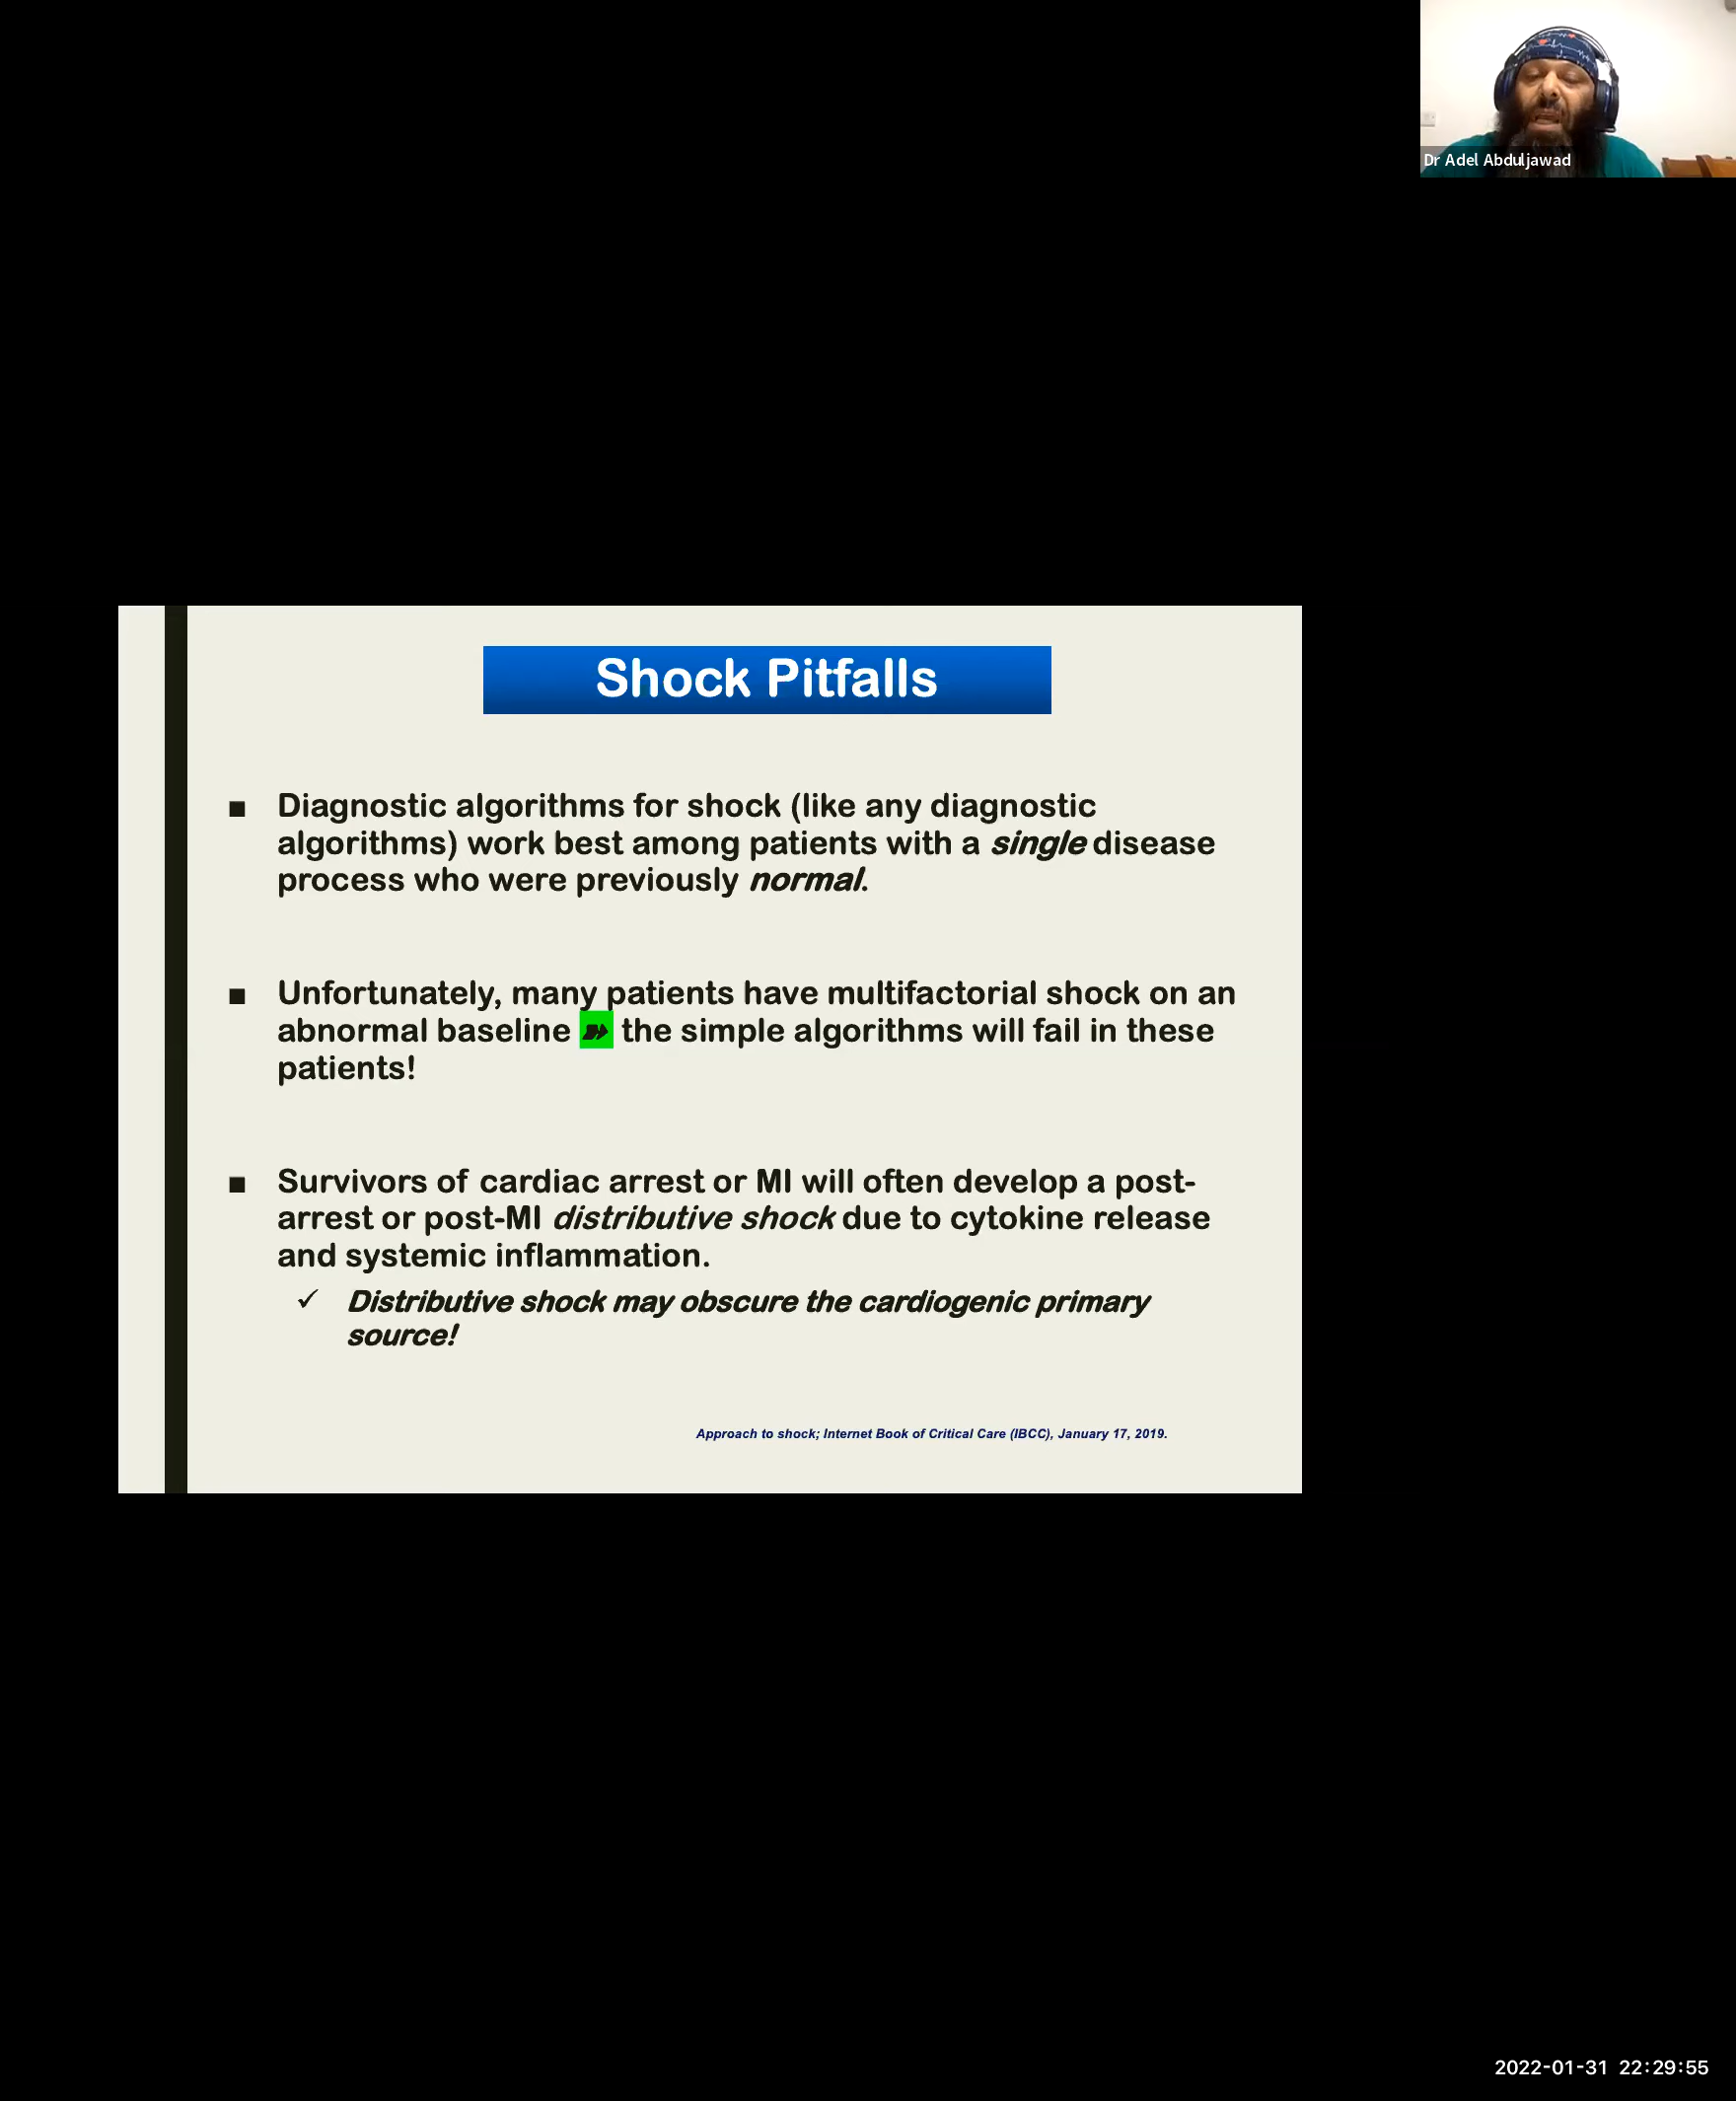 Dr Adel Abduljawad
Shock Pitfalls
■ Diagnostic algorithms for shock (like any diagnostic
algorithms) work best among patients with a single disease
process who were previously normal.
■ Unfortunately, many patients have multifactorial shock on an
abnormal baseline ➽ the simple algorithms will fail in these
patients!
■ Survivors of cardiac arrest or MI will often develop a post-
arrest or post-MI distributive shock due to cytokine release
and systemic inflammation.
✓ Distributive shock may obscure the cardiogenic primary
source!
Approach to shock; Internet Book of Critical Care (IBCC), January 17, 2019.
2022-01-31 22:29:55